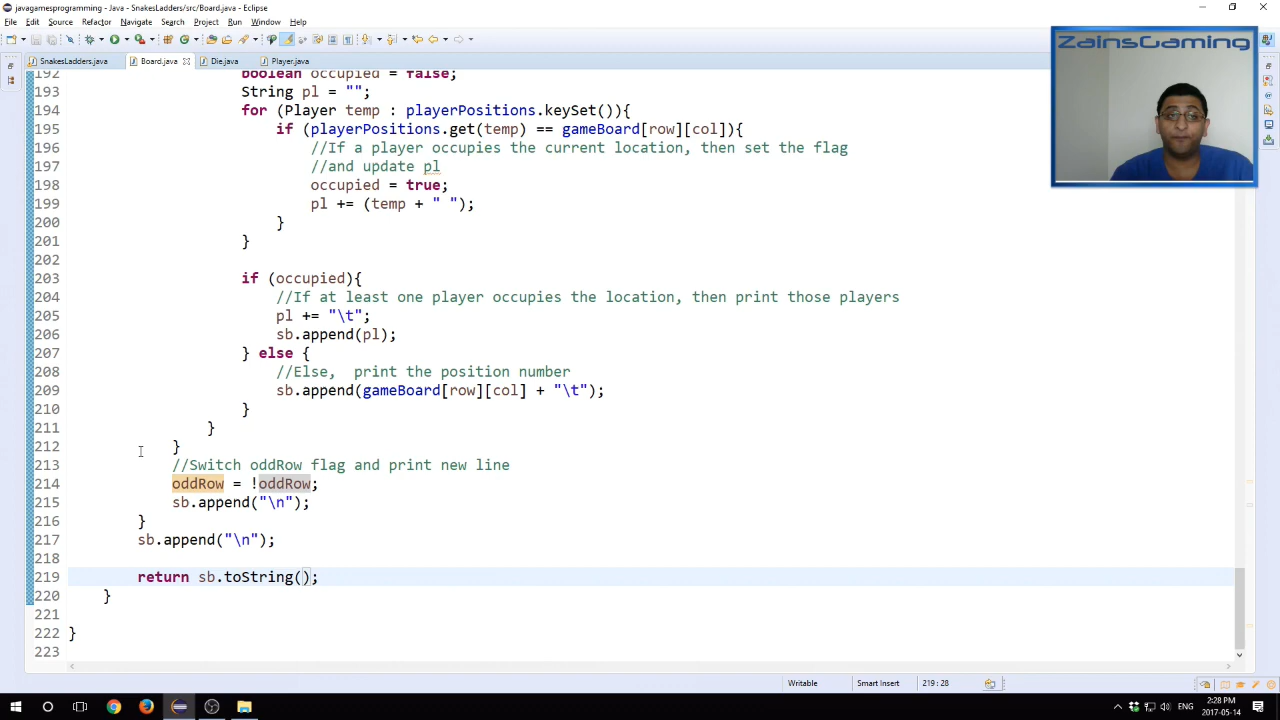 javagamesprogramming - Java - SnakesLadders/src/Board.java - Eclipse
File Edit Source Refactor Navigate Search Project Run Window Help
ZainsGaming
SnakesLadders.java Board.java Die.java Player.java
192 boolean occupied = false;
193 String pl = "";
194 for (Player temp : playerPositions.keySet()){
195 if (playerPositions.get(temp) == gameBoard[row][col]){
196 //If a player occupies the current location, then set the flag
197 //and update pl
198 occupied = true;
199 pl += (temp + " ");
200 }
201 }
202
203 if (occupied){
204 //If at least one player occupies the location, then print those players
205 pl += "\t";
206 sb.append(pl);
207 } else {
208 //Else,  print the position number
209 sb.append(gameBoard[row][col] + "\t");
210 }
211 }
212 }
213 //Switch oddRow flag and print new line
214 oddRow = !oddRow;
215 sb.append("\n");
216 }
217 sb.append("\n");
218
219 return sb.toString();
220 }
221
222 }
223
Writable Smart Insert 219 : 28
ENG
2:28 PM
2017-05-14